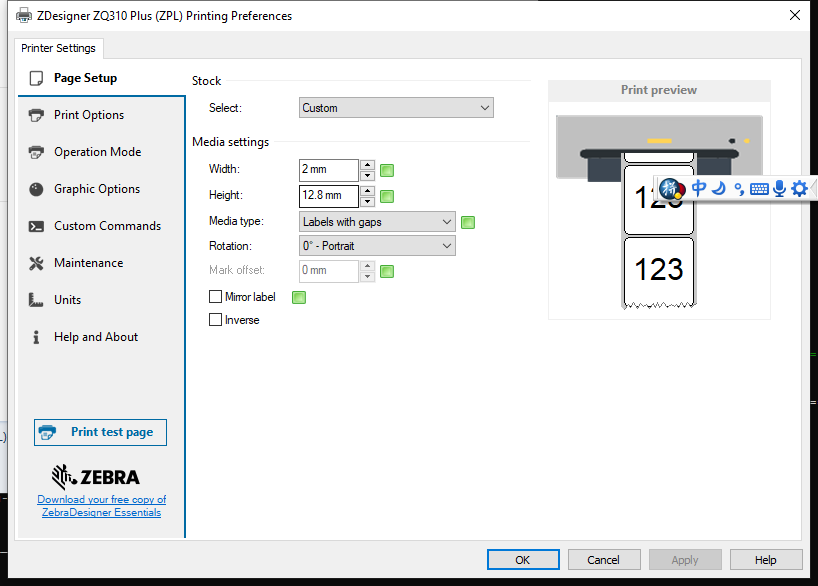 ZDesigner ZQ310 Plus (ZPL) Printing Preferences
Printer Settings
Page Setup
Print Options
Operation Mode
Graphic Options
Custom Commands
Maintenance
Units
Help and About
Print test page
ZEBRA
Download your free copy of
ZebraDesigner Essentials
Stock
Select: Custom
Media settings
Width: 2 mm
Height: 12.8 mm
Media type: Labels with gaps
Rotation: 0° - Portrait
Mark offset: 0 mm
Mirror label
Inverse
Print preview
拼 中
123
123
OK Cancel Apply Help